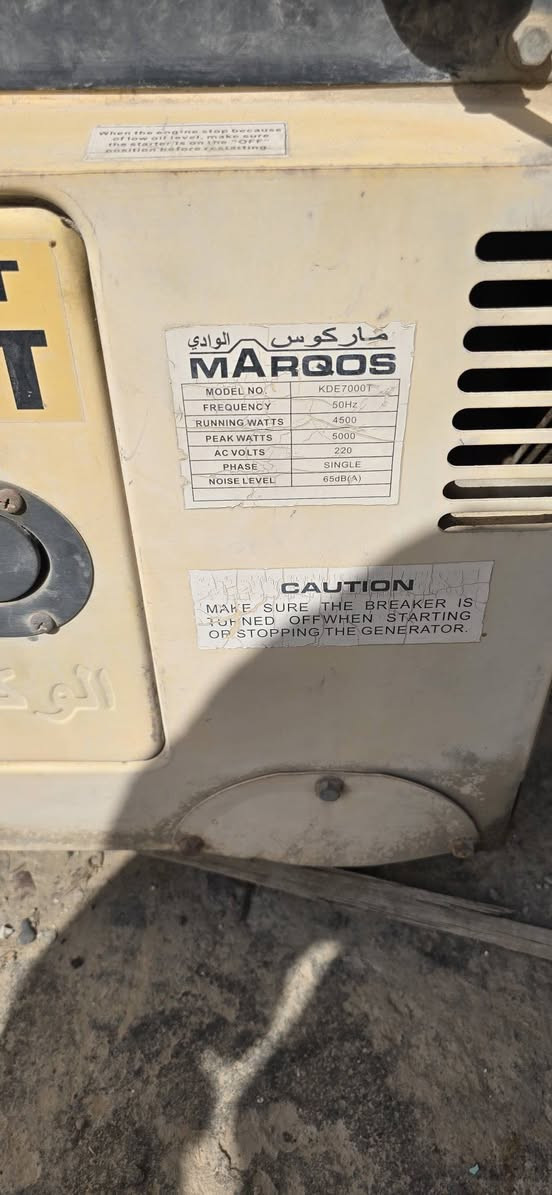 When the engine stop because
of low oil level, make sure
the starter is on the "OFF"
position before restarting.
T
T
ماركوس الوادي
MARQOS
MODEL NO. KDE7000T
FREQUENCY 50Hz
RUNNING WATTS 4500
PEAK WATTS 5000
AC VOLTS 220
PHASE SINGLE
NOISE LEVEL 65dB(A)
CAUTION
MAKE SURE THE BREAKER IS
TURNED OFFWHEN STARTING
OR STOPPING THE GENERATOR.